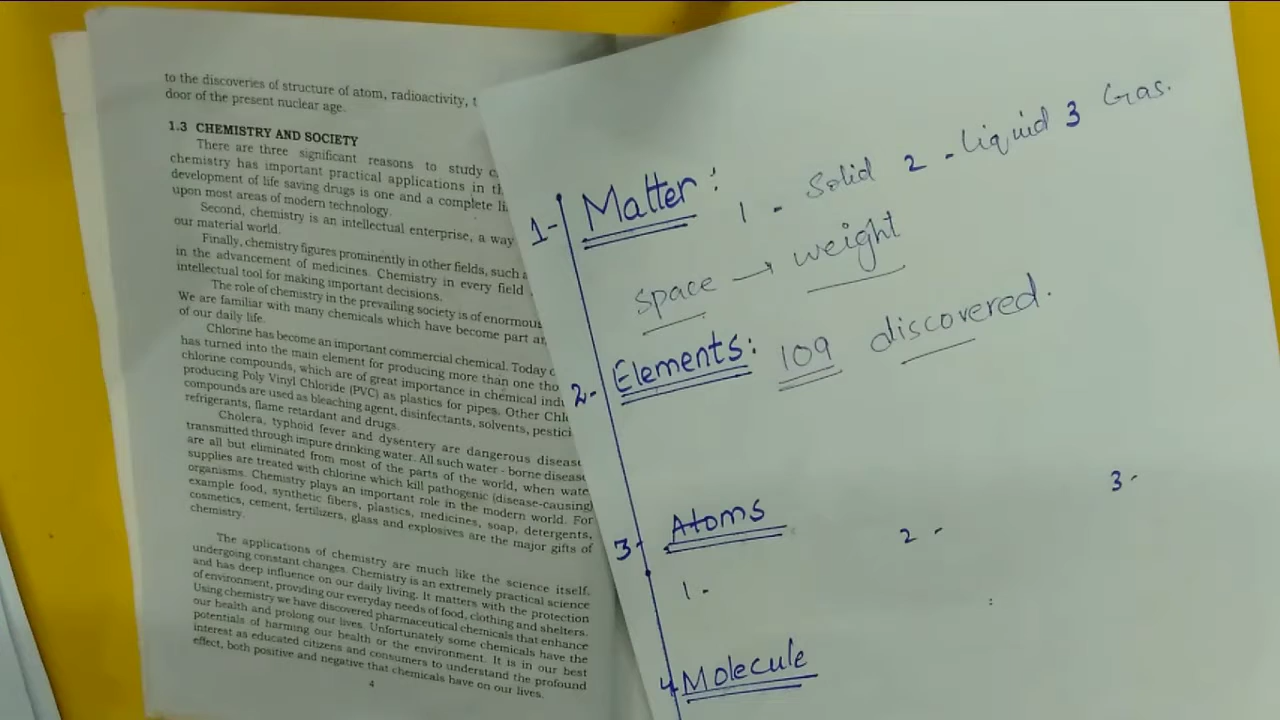 to the discoveries of structure of atom, radioactivity, t
door of the present nuclear age.
1.3 CHEMISTRY AND SOCIETY
There are three significant reasons to study c
chemistry has important practical applications in th
development of life saving drugs is one and a complete li
upon most areas of modern technology.
Second, chemistry is an intellectual enterprise, a way
our material world.
Finally, chemistry figures prominently in other fields, such a
in the advancement of medicines. Chemistry in every field
intellectual tool for making important decisions.
The role of chemistry in the prevailing society is of enormous
We are familiar with many chemicals which have become part an
of our daily life.
Chlorine has become an important commercial chemical. Today c
has turned into the main element for producing more than one tho
chlorine compounds, which are of great importance in chemical indu
producing Poly Vinyl Chloride (PVC) as plastics for pipes. Other Chl
compounds are used as bleaching agent, disinfectants, solvents, pestici
refrigerants, flame retardant and drugs.
Cholera, typhoid fever and dysentery are dangerous diseas
transmitted through impure drinking water. All such water - borne diseas
are all but eliminated from most of the parts of the world, when wate
supplies are treated with chlorine which kill pathogenic (disease-causing)
organisms. Chemistry plays an important role in the modern world. For
example food, synthetic fibers, plastics, medicines, soap, detergents,
cosmetics, cement, fertilizers, glass and explosives are the major gifts of
chemistry.
The applications of chemistry are much like the science itself.
undergoing constant changes. Chemistry is an extremely practical science
and has deep influence on our daily living. It matters with the protection
of environment, providing our everyday needs of food, clothing and shelters.
Using chemistry we have discovered pharmaceutical chemicals that enhance
our health and prolong our lives. Unfortunately some chemicals have the
potentials of harming our health or the environment. It is in our best
interest as educated citizens and consumers to understand the profound
effect, both positive and negative that chemicals have on our lives.
4
1- Matter : 1 - Solid 2 - Liquid 3 Gas.
Space → weight
2- Elements: 109 discovered.
3- Atoms
1 - 2 - 3 -
4 Molecule